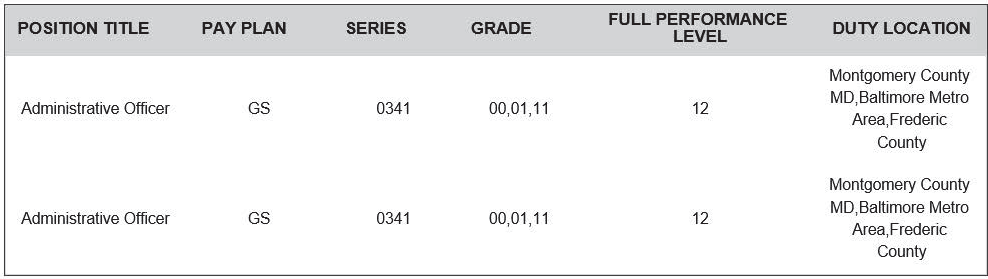 POSITION TITLE PAY PLAN SERIES GRADE FULL PERFORMANCE LEVEL DUTY LOCATION
Administrative Officer GS 0341 00,01,11 12 Montgomery County
MD,Baltimore Metro
Area,Frederic
County
Administrative Officer GS 0341 00,01,11 12 Montgomery County
MD,Baltimore Metro
Area,Frederic
County